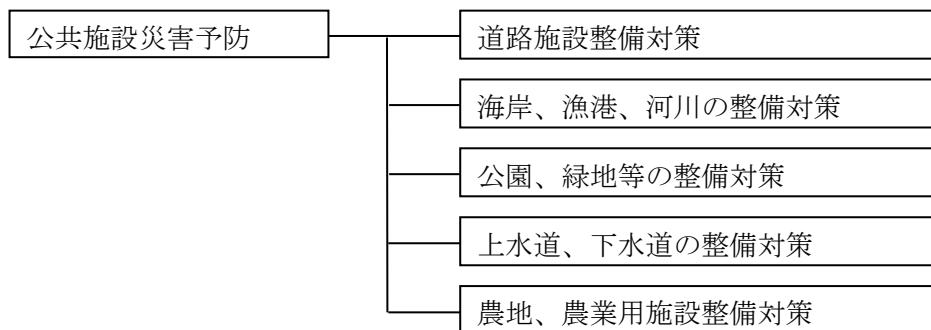 公共施設災害予防
道路施設整備対策
海岸、漁港、河川の整備対策
公園、緑地等の整備対策
上水道、下水道の整備対策
農地、農業用施設整備対策